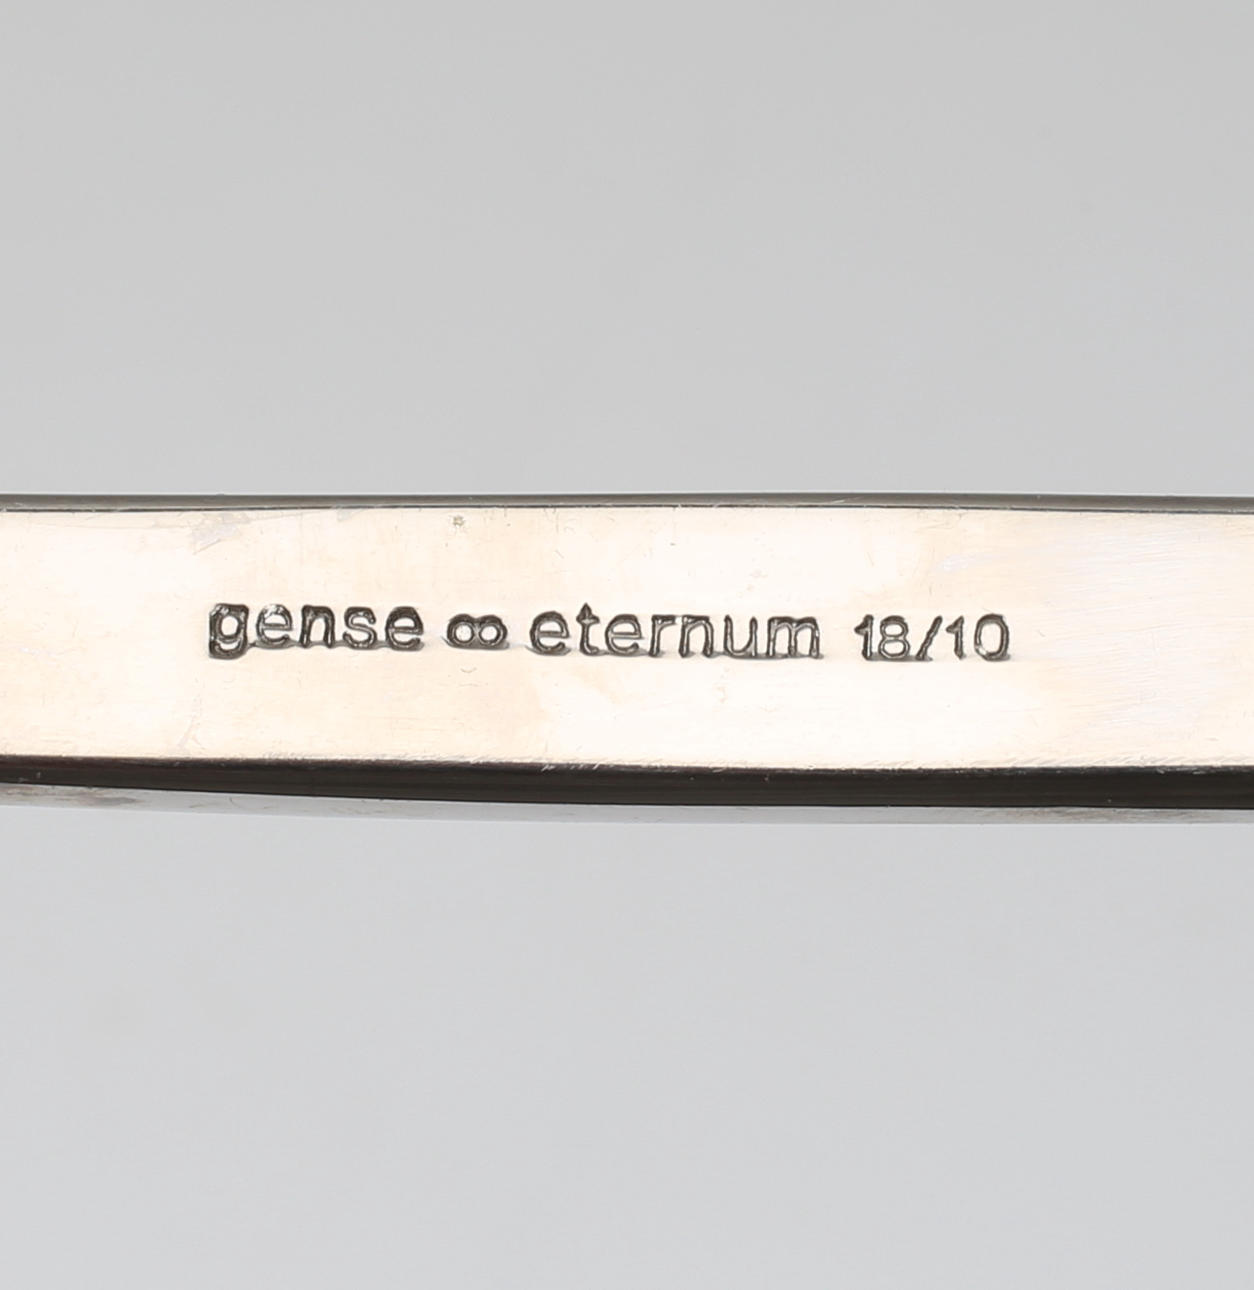 gense ∞ eternum 18/10